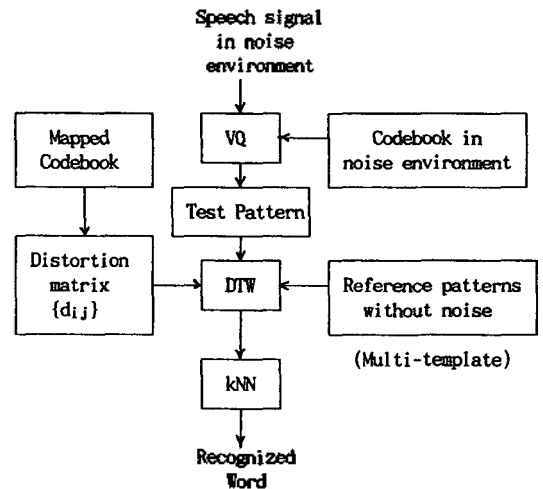 Speech signal
in noise
environment
Mapped
Codebook
VQ
Codebook in
noise environment
Test Pattern
Distortion
matrix
{dij}
DTW
Reference patterns
without noise
(Multi-template)
kNN
Recognized
Word